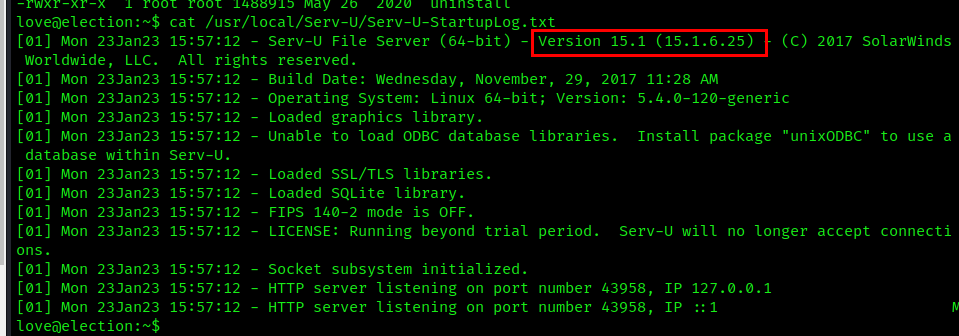 -rwxr-xr-x 1 root root 1488915 May 26 2020 uninstall
love@election:~$ cat /usr/local/Serv-U/Serv-U-StartupLog.txt
[01] Mon 23Jan23 15:57:12 - Serv-U File Server (64-bit) - Version 15.1 (15.1.6.25) - (C) 2017 SolarWinds
Worldwide, LLC.  All rights reserved.
[01] Mon 23Jan23 15:57:12 - Build Date: Wednesday, November, 29, 2017 11:28 AM
[01] Mon 23Jan23 15:57:12 - Operating System: Linux 64-bit; Version: 5.4.0-120-generic
[01] Mon 23Jan23 15:57:12 - Loaded graphics library.
[01] Mon 23Jan23 15:57:12 - Unable to load ODBC database libraries.  Install package "unixODBC" to use a
database within Serv-U.
[01] Mon 23Jan23 15:57:12 - Loaded SSL/TLS libraries.
[01] Mon 23Jan23 15:57:12 - Loaded SQLite library.
[01] Mon 23Jan23 15:57:12 - FIPS 140-2 mode is OFF.
[01] Mon 23Jan23 15:57:12 - LICENSE: Running beyond trial period.  Serv-U will no longer accept connecti
ons.
[01] Mon 23Jan23 15:57:12 - Socket subsystem initialized.
[01] Mon 23Jan23 15:57:12 - HTTP server listening on port number 43958, IP 127.0.0.1
[01] Mon 23Jan23 15:57:12 - HTTP server listening on port number 43958, IP ::1
love@election:~$